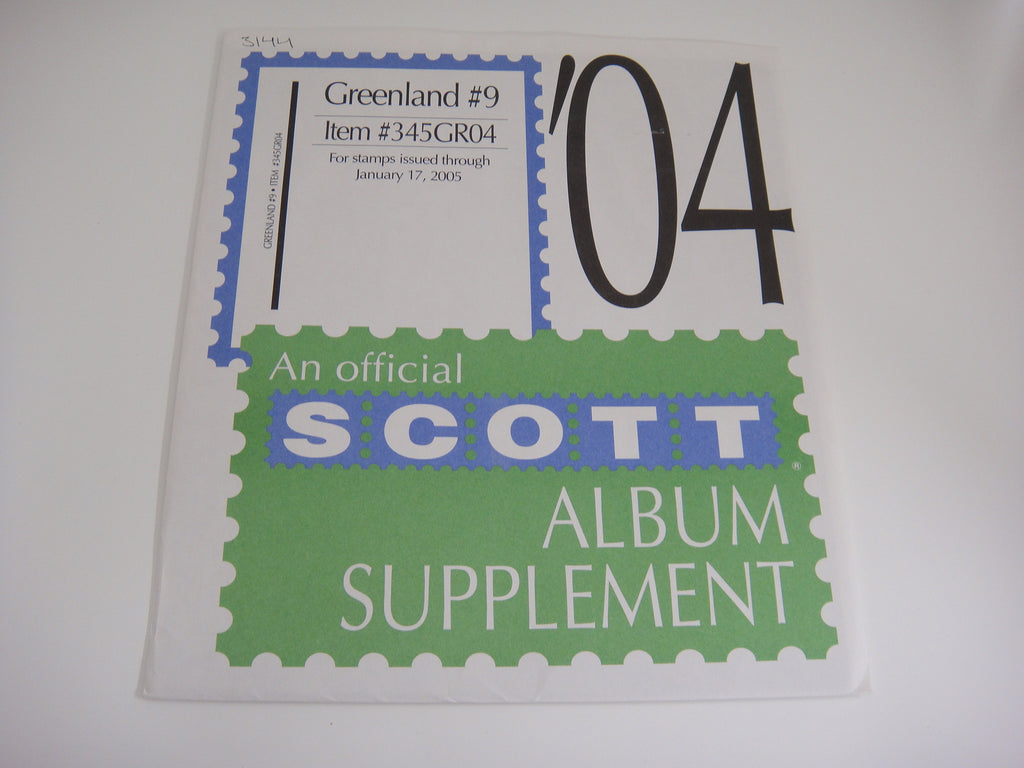 3144
Greenland #9
Item #345GR04
For stamps issued through
January 17, 2005
GREENLAND #9 • ITEM #345GR04
'04
An official
SCOTT®
ALBUM
SUPPLEMENT